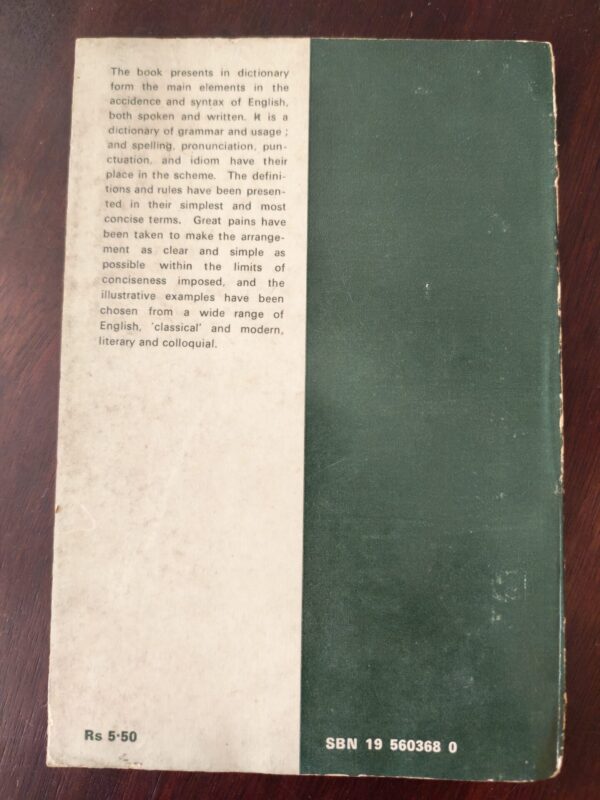 The book presents in dictionary
form the main elements in the
accidence and syntax of English,
both spoken and written. It is a
dictionary of grammar and usage ;
and spelling, pronunciation, pun-
ctuation, and idiom have their
place in the scheme. The defini-
tions and rules have been presen-
ted in their simplest and most
concise terms. Great pains have
been taken to make the arrange-
ment as clear and simple as
possible within the limits of
conciseness imposed, and the
illustrative examples have been
chosen from a wide range of
English, 'classical' and modern,
literary and colloquial.
Rs 5·50
SBN 19 560368 0